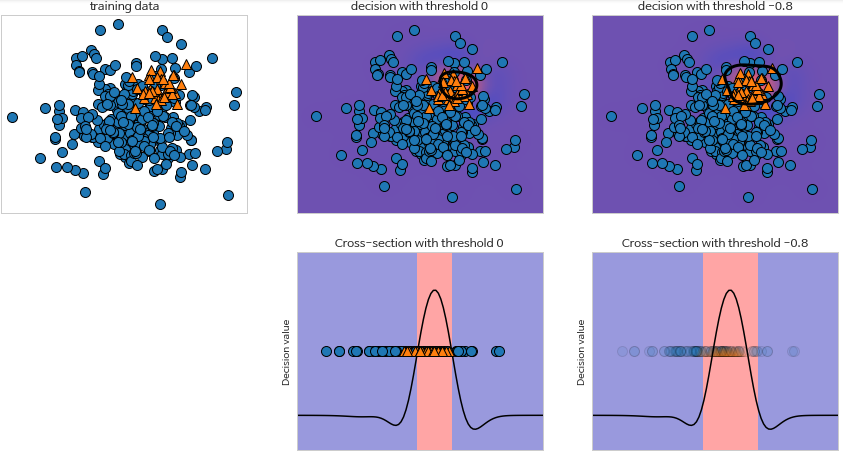 training data
decision with threshold 0
decision with threshold −0.8
Cross−section with threshold 0
Cross−section with threshold −0.8
Decision value
Decision value